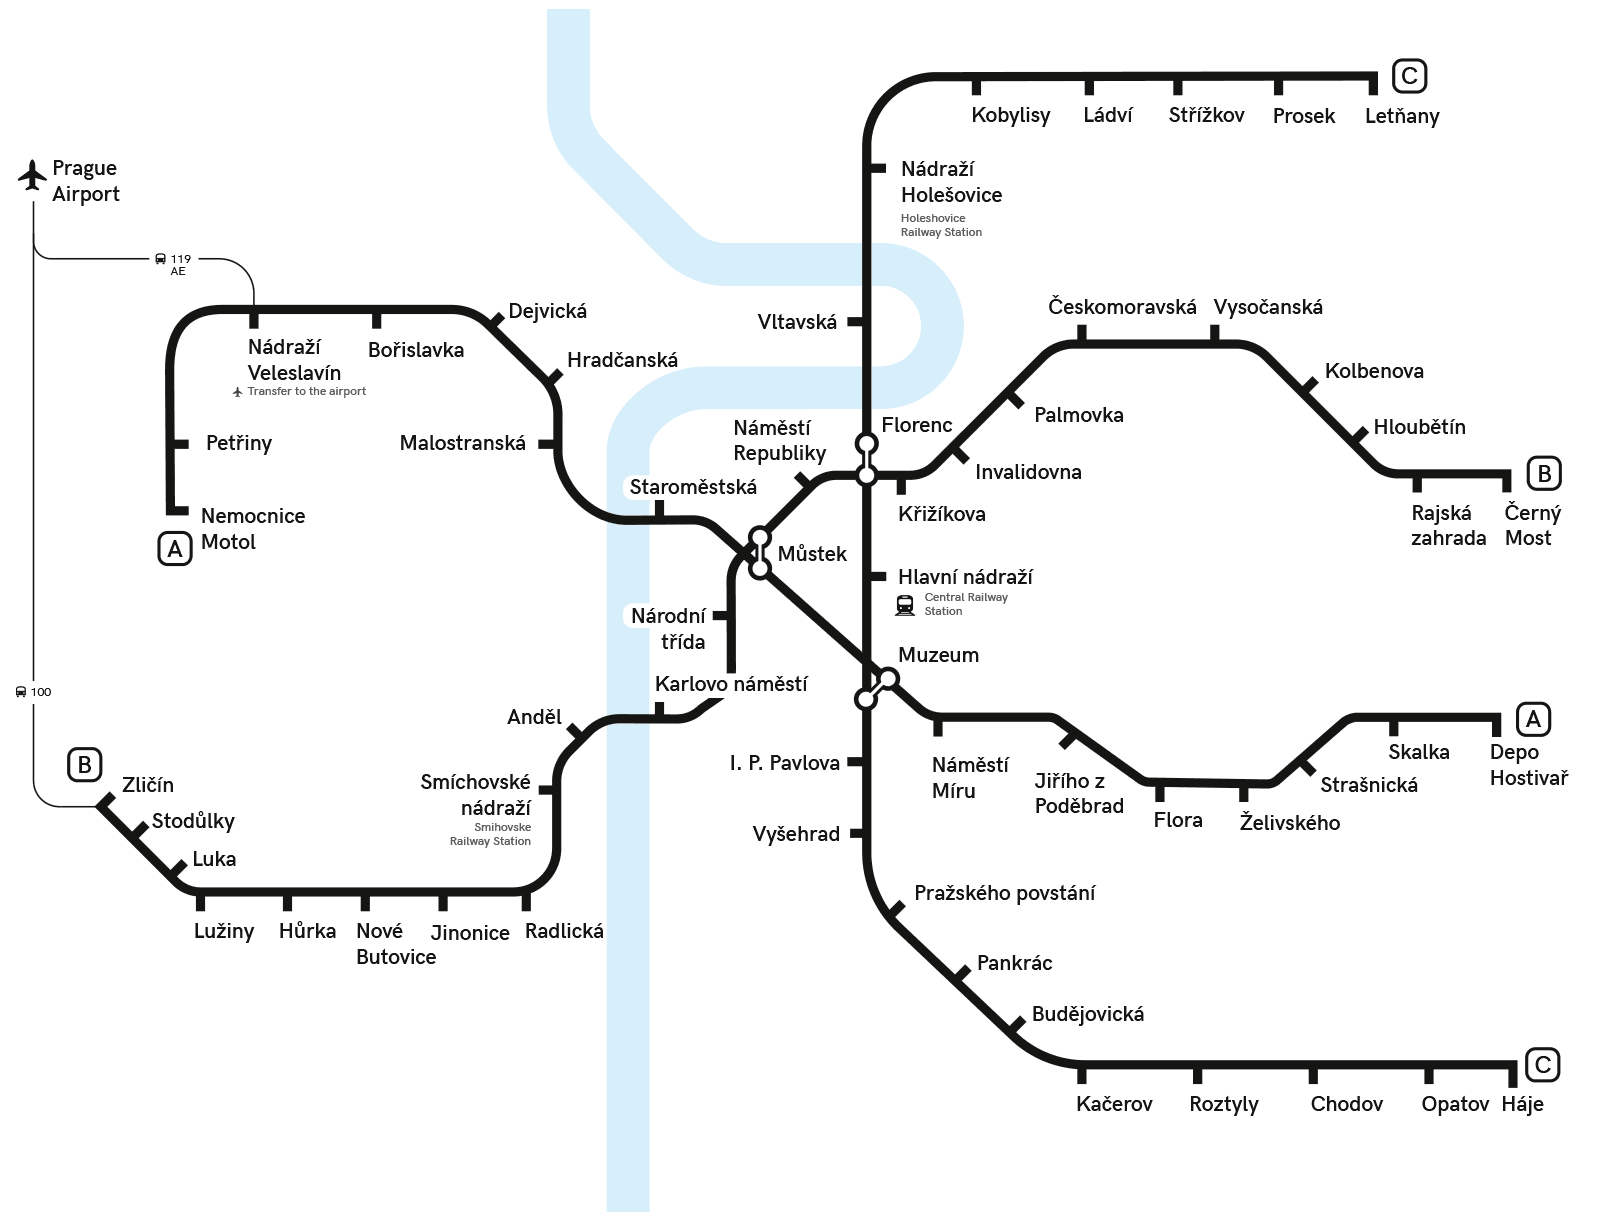 C
Kobylisy
Ládví
Střížkov
Prosek
Letňany
Prague
Airport
Nádraží
Holešovice
Holeshovice
Railway Station
119
AE
Dejvická
Českomoravská
Vysočanská
Vltavská
Nádraží
Veleslavín
Transfer to the airport
Bořislavka
Hradčanská
Kolbenova
Palmovka
Petřiny
Malostranská
Náměstí
Republiky
Florenc
Hloubětín
Invalidovna
B
Staroměstská
Křižíkova
Rajská
zahrada
Černý
Most
Nemocnice
Motol
A
Můstek
Hlavní nádraží
Central Railway
Station
Národní
třída
Muzeum
Karlovo náměstí
100
Anděl
A
B
Zličín
Smíchovské
nádraží
Smihovske
Railway Station
I. P. Pavlova
Náměstí
Míru
Jiřího z
Poděbrad
Flora
Želivského
Strašnická
Skalka
Depo
Hostivař
Stodůlky
Luka
Vyšehrad
Lužiny
Hůrka
Nové
Butovice
Jinonice
Radlická
Pražského povstání
Pankrác
Budějovická
C
Kačerov
Roztyly
Chodov
Opatov
Háje